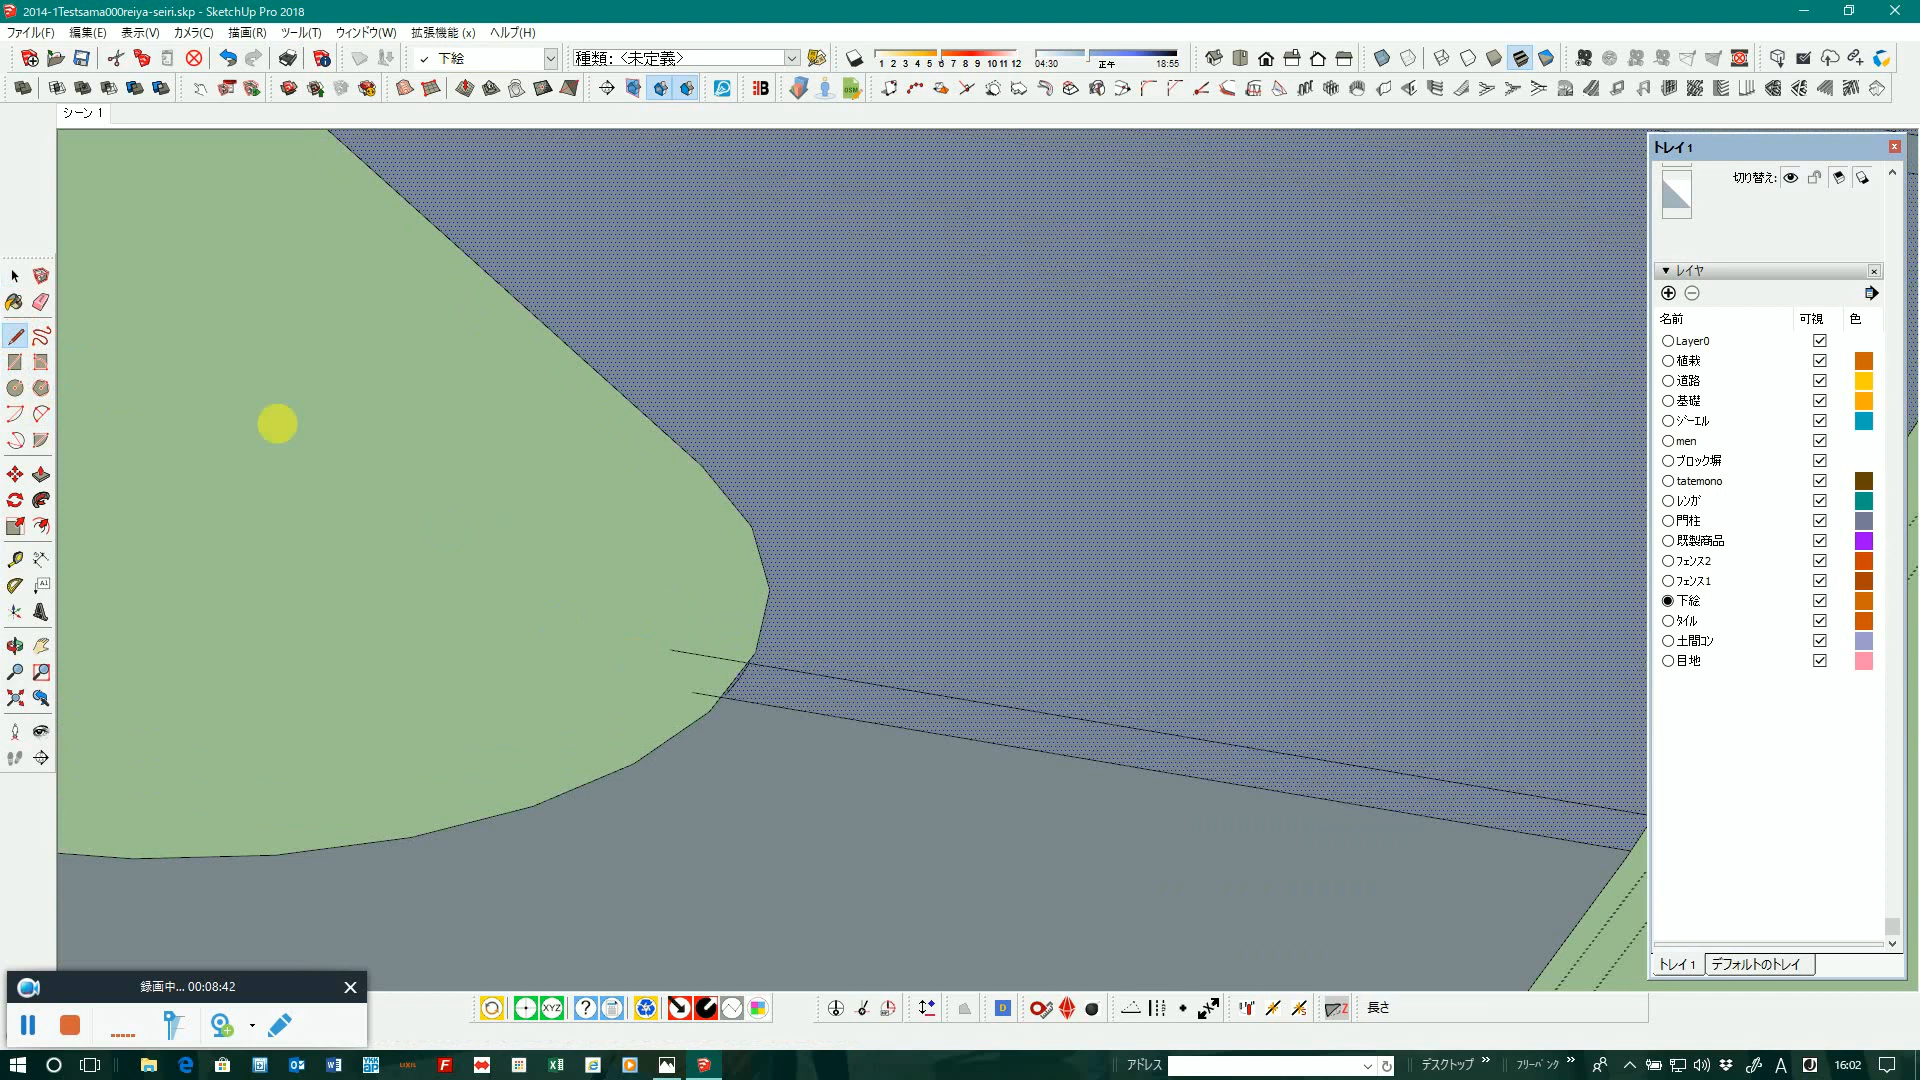 2014-1Testsama000reiya-seiri.skp - SketchUp Pro 2018
ファイル(F) 編集(E) 表示(V) カメラ(C) 描画(R) ツール(T) ウィンドウ(W) 拡張機能 (x) ヘルプ(H)
✓ 下絵
種類: <未定義>
1 2 3 4 5 6 7 8 9 10 11 12
04:30 正午 18:55
シーン 1
トレイ 1
切り替え:
▼ レイヤ
名前 可視 色
Layer0
植栽
道路
基礎
ジーエル
men
ブロック塀
tatemono
レンガ
門柱
既製商品
フェンス2
フェンス1
下絵
タイル
土間コン
目地
トレイ 1 デフォルトのトレイ
録画中... 00:08:42
長さ
アドレス
デスクトップ
フリーバンク
16:02